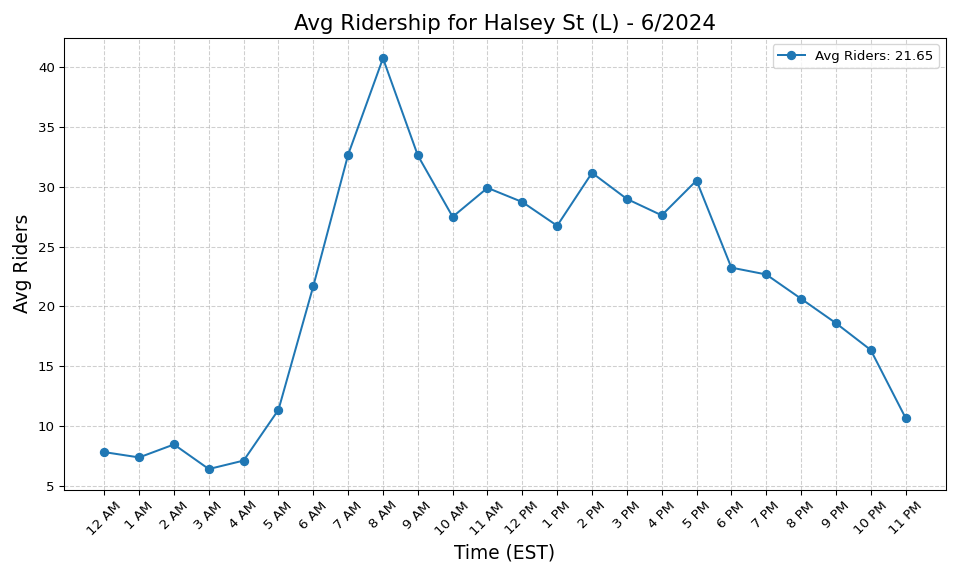 Avg Ridership for Halsey St (L) - 6/2024
Avg Riders: 21.65
Avg Riders
40
35
30
25
20
15
10
5
12 AM 1 AM 2 AM 3 AM 4 AM 5 AM 6 AM 7 AM 8 AM 9 AM 10 AM 11 AM 12 PM 1 PM 2 PM 3 PM 4 PM 5 PM 6 PM 7 PM 8 PM 9 PM 10 PM 11 PM
Time (EST)